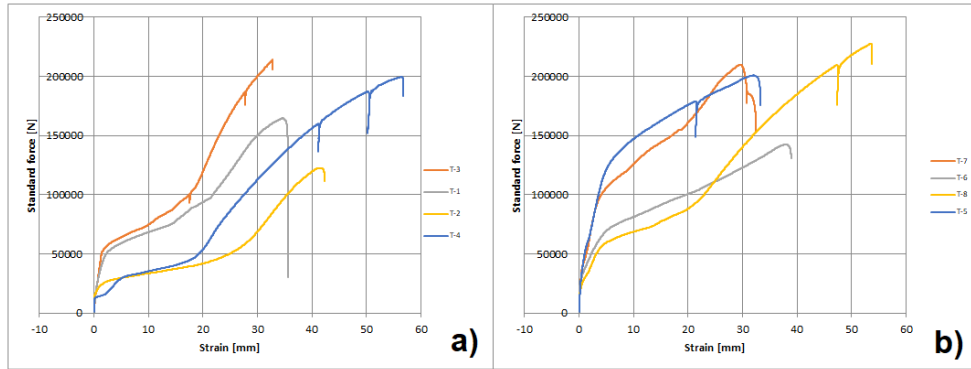 250000
200000
150000
100000
50000
0
-10
0
10
20
30
40
50
60
Standard force [N]
Strain [mm]
T-3
T-1
T-2
T-4
a)
250000
200000
150000
100000
50000
0
-10
0
10
20
30
40
50
60
Standard force [N]
Strain [mm]
T-7
T-6
T-8
T-5
b)